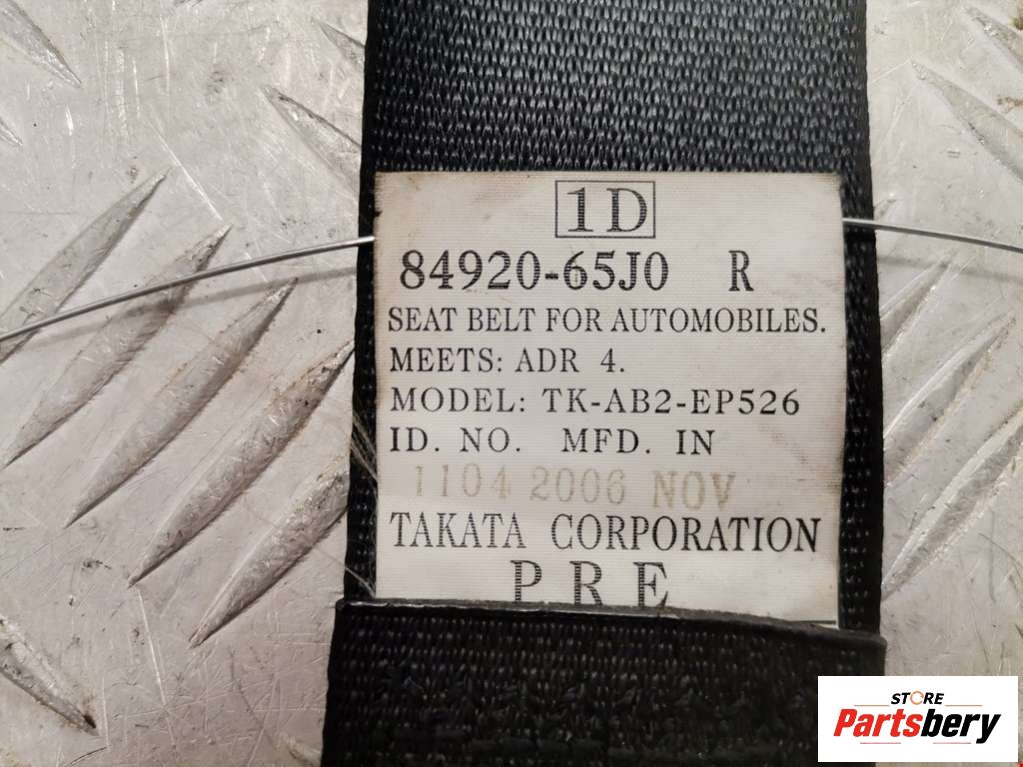 1D
84920-65J0 R
SEAT BELT FOR AUTOMOBILES.
MEETS: ADR 4.
MODEL: TK-AB2-EP526
ID. NO. MFD. IN
1104 2006 NOV
TAKATA CORPORATION
PRE
STORE
Partsbery